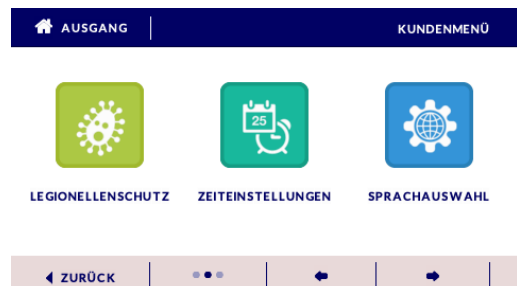 AUSGANG
KUNDENMENÜ
25
LEGIONELLENSCHUTZ
ZEITEINSTELLUNGEN
SPRACHAUSWAHL
ZURÜCK